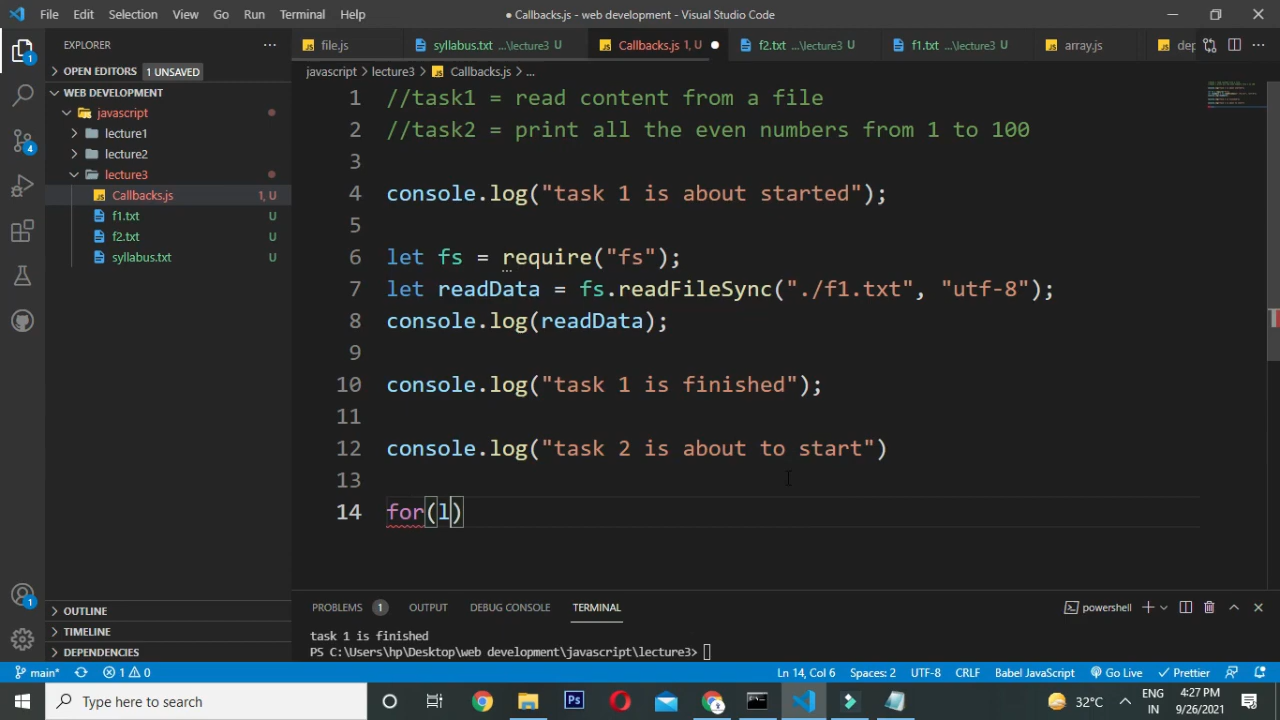 File Edit Selection View Go Run Terminal Help
● Callbacks.js - web development - Visual Studio Code
EXPLORER
file.js syllabus.txt ...\lecture3 U Callbacks.js 1, U f2.txt ...\lecture3 U f1.txt ...\lecture3 U array.js
OPEN EDITORS 1 UNSAVED
javascript > lecture3 > Callbacks.js > ...
WEB DEVELOPMENT
javascript
lecture1
lecture2
lecture3
Callbacks.js 1, U
f1.txt U
f2.txt U
syllabus.txt U
1 //task1 = read content from a file
2 //task2 = print all the even numbers from 1 to 100
3
4 console.log("task 1 is about started");
5
6 let fs = require("fs");
7 let readData = fs.readFileSync("./f1.txt", "utf-8");
8 console.log(readData);
9
10 console.log("task 1 is finished");
11
12 console.log("task 2 is about to start")
13
14 for(l)
1
4
1
OUTLINE
TIMELINE
DEPENDENCIES
PROBLEMS 1 OUTPUT DEBUG CONSOLE TERMINAL powershell
task 1 is finished
PS C:\Users\hp\Desktop\web development\javascript\lecture3>
main* 1 0 Ln 14, Col 6 Spaces: 2 UTF-8 CRLF Babel JavaScript Go Live Prettier
Type here to search
Ps
32°C
ENG
IN
4:27 PM
9/26/2021